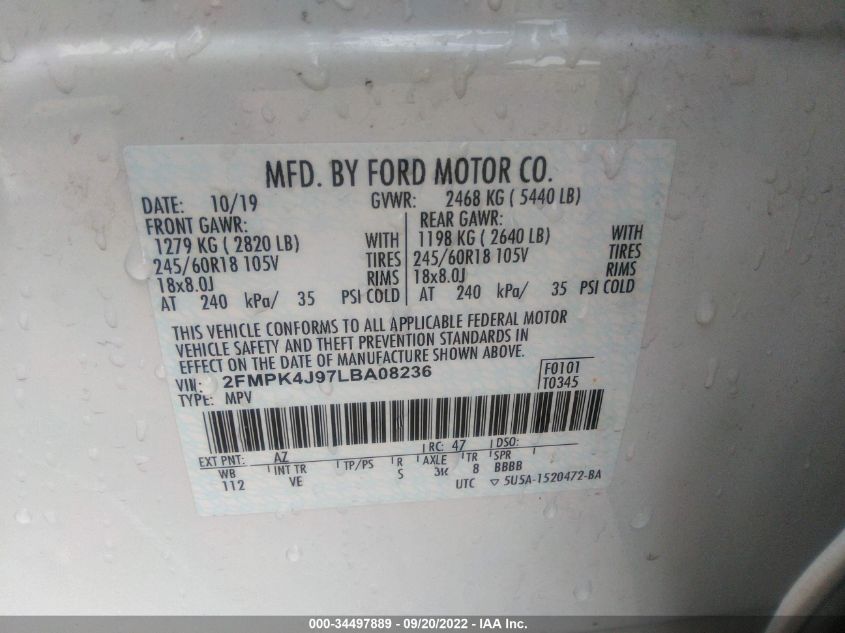 MFD. BY FORD MOTOR CO.
DATE: 10/19 GVWR: 2468 KG ( 5440 LB)
FRONT GAWR: REAR GAWR:
1279 KG ( 2820 LB) WITH 1198 KG ( 2640 LB) WITH
245/60R18 105V TIRES 245/60R18 105V TIRES
18x8.0J RIMS 18x8.0J RIMS
AT 240 kPa/ 35 PSI COLD AT 240 kPa/ 35 PSI COLD
THIS VEHICLE CONFORMS TO ALL APPLICABLE FEDERAL MOTOR
VEHICLE SAFETY AND THEFT PREVENTION STANDARDS IN
EFFECT ON THE DATE OF MANUFACTURE SHOWN ABOVE.
VIN: 2FMPK4J97LBA08236 F0101
TYPE: MPV T0345
EXT PNT: AZ RC: 47 DSO:
WB INT TR TP/PS R AXLE TR SPR
112 VE S 3K 8 BBBB
UTC ▽ 5U5A-1520472-BA
000-34497889 - 09/20/2022 - IAA Inc.